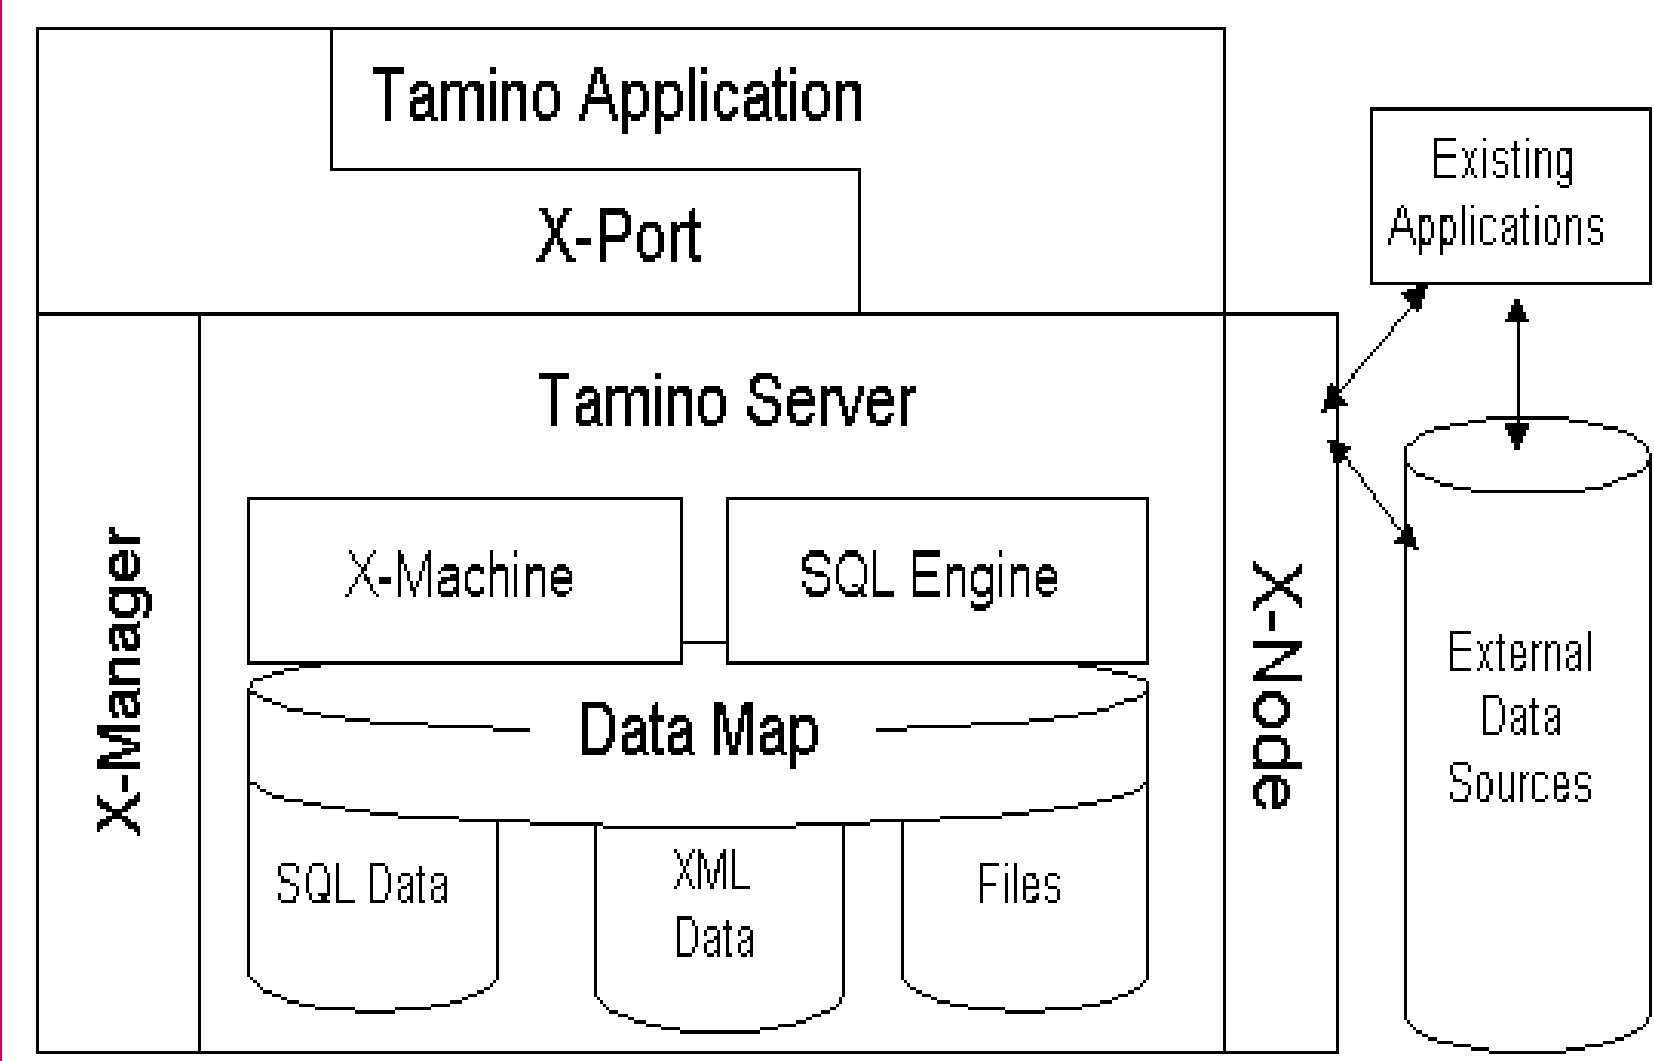 Tamino Application
X-Port
Existing
Applications
Tamino Server
X-Manager
X-Machine
SQL Engine
X-Node
Data Map
SQL Data
XML
Data
Files
External
Data
Sources